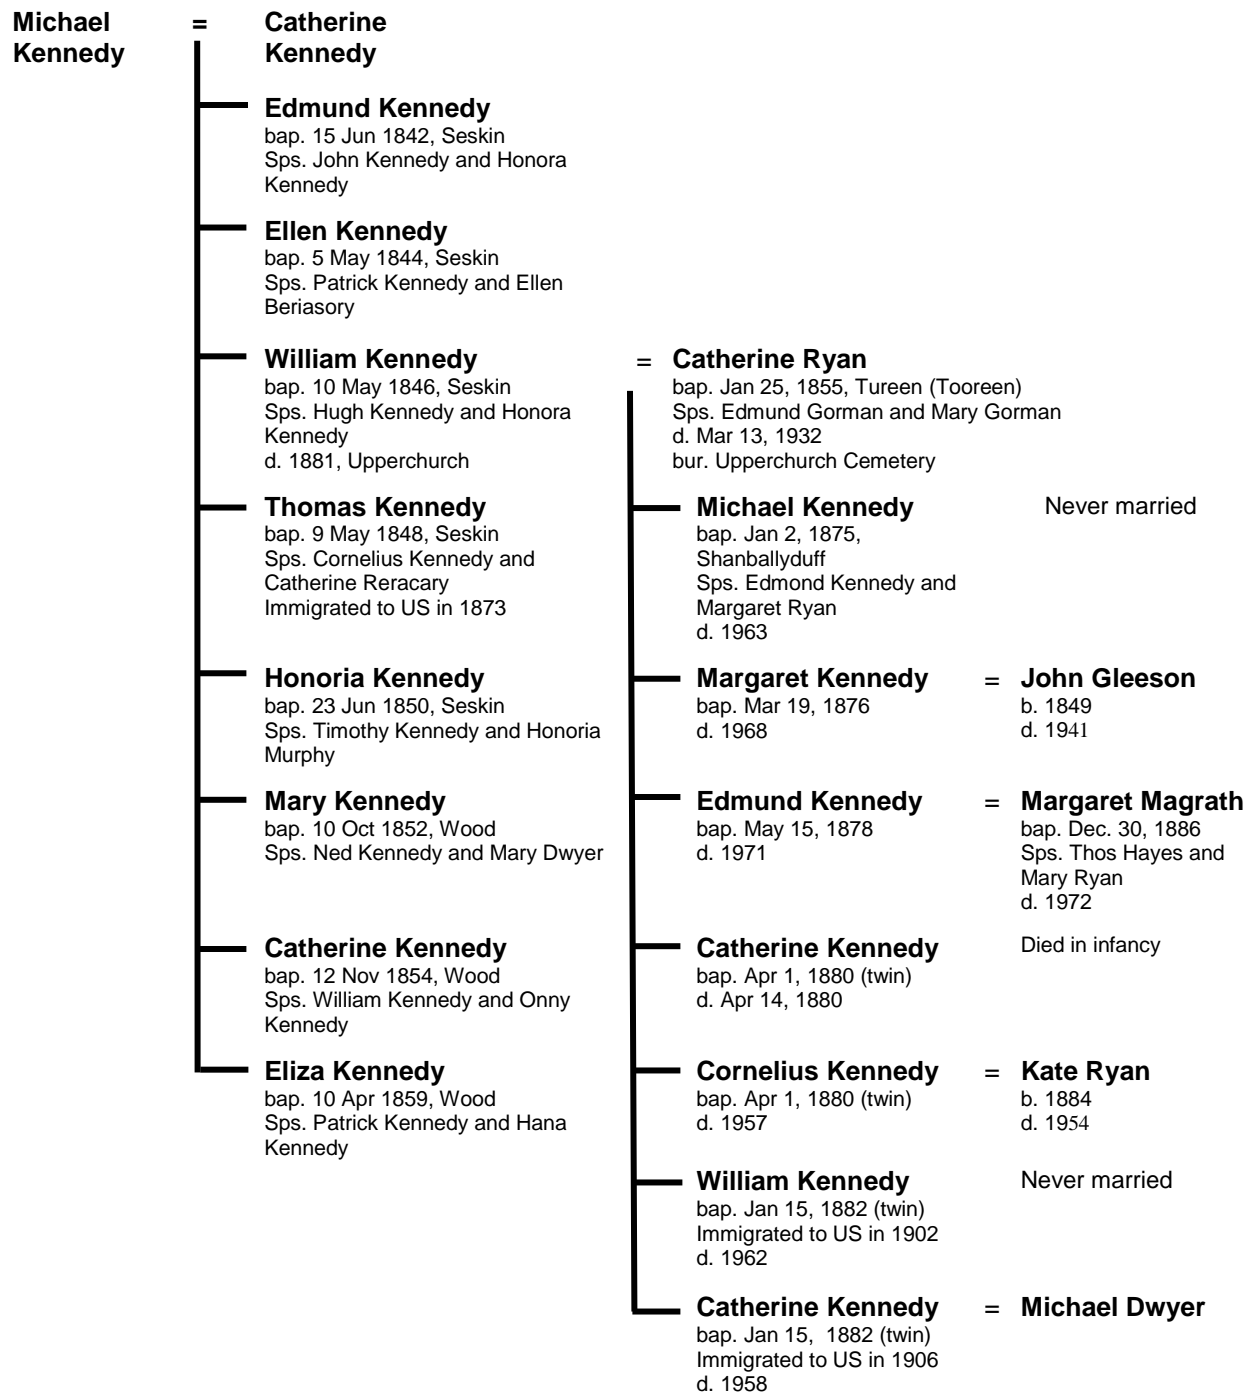 Michael = Catherine
Kennedy Kennedy
Edmund Kennedy
bap. 15 Jun 1842, Seskin
Sps. John Kennedy and Honora
Kennedy
Ellen Kennedy
bap. 5 May 1844, Seskin
Sps. Patrick Kennedy and Ellen
Beriasory
William Kennedy
bap. 10 May 1846, Seskin
Sps. Hugh Kennedy and Honora
Kennedy
d. 1881, Upperchurch
Thomas Kennedy
bap. 9 May 1848, Seskin
Sps. Cornelius Kennedy and
Catherine Reracary
Immigrated to US in 1873
Honoria Kennedy
bap. 23 Jun 1850, Seskin
Sps. Timothy Kennedy and Honoria
Murphy
Mary Kennedy
bap. 10 Oct 1852, Wood
Sps. Ned Kennedy and Mary Dwyer
Catherine Kennedy
bap. 12 Nov 1854, Wood
Sps. William Kennedy and Onny
Kennedy
Eliza Kennedy
bap. 10 Apr 1859, Wood
Sps. Patrick Kennedy and Hana
Kennedy
= Catherine Ryan
bap. Jan 25, 1855, Tureen (Tooreen)
Sps. Edmund Gorman and Mary Gorman
d. Mar 13, 1932
bur. Upperchurch Cemetery
Michael Kennedy Never married
bap. Jan 2, 1875,
Shanballyduff
Sps. Edmond Kennedy and
Margaret Ryan
d. 1963
Margaret Kennedy = John Gleeson
bap. Mar 19, 1876 b. 1849
d. 1968 d. 1941
Edmund Kennedy = Margaret Magrath
bap. May 15, 1878 bap. Dec. 30, 1886
d. 1971 Sps. Thos Hayes and
Mary Ryan
d. 1972
Catherine Kennedy Died in infancy
bap. Apr 1, 1880 (twin)
d. Apr 14, 1880
Cornelius Kennedy = Kate Ryan
bap. Apr 1, 1880 (twin) b. 1884
d. 1957 d. 1954
William Kennedy Never married
bap. Jan 15, 1882 (twin)
Immigrated to US in 1902
d. 1962
Catherine Kennedy = Michael Dwyer
bap. Jan 15, 1882 (twin)
Immigrated to US in 1906
d. 1958